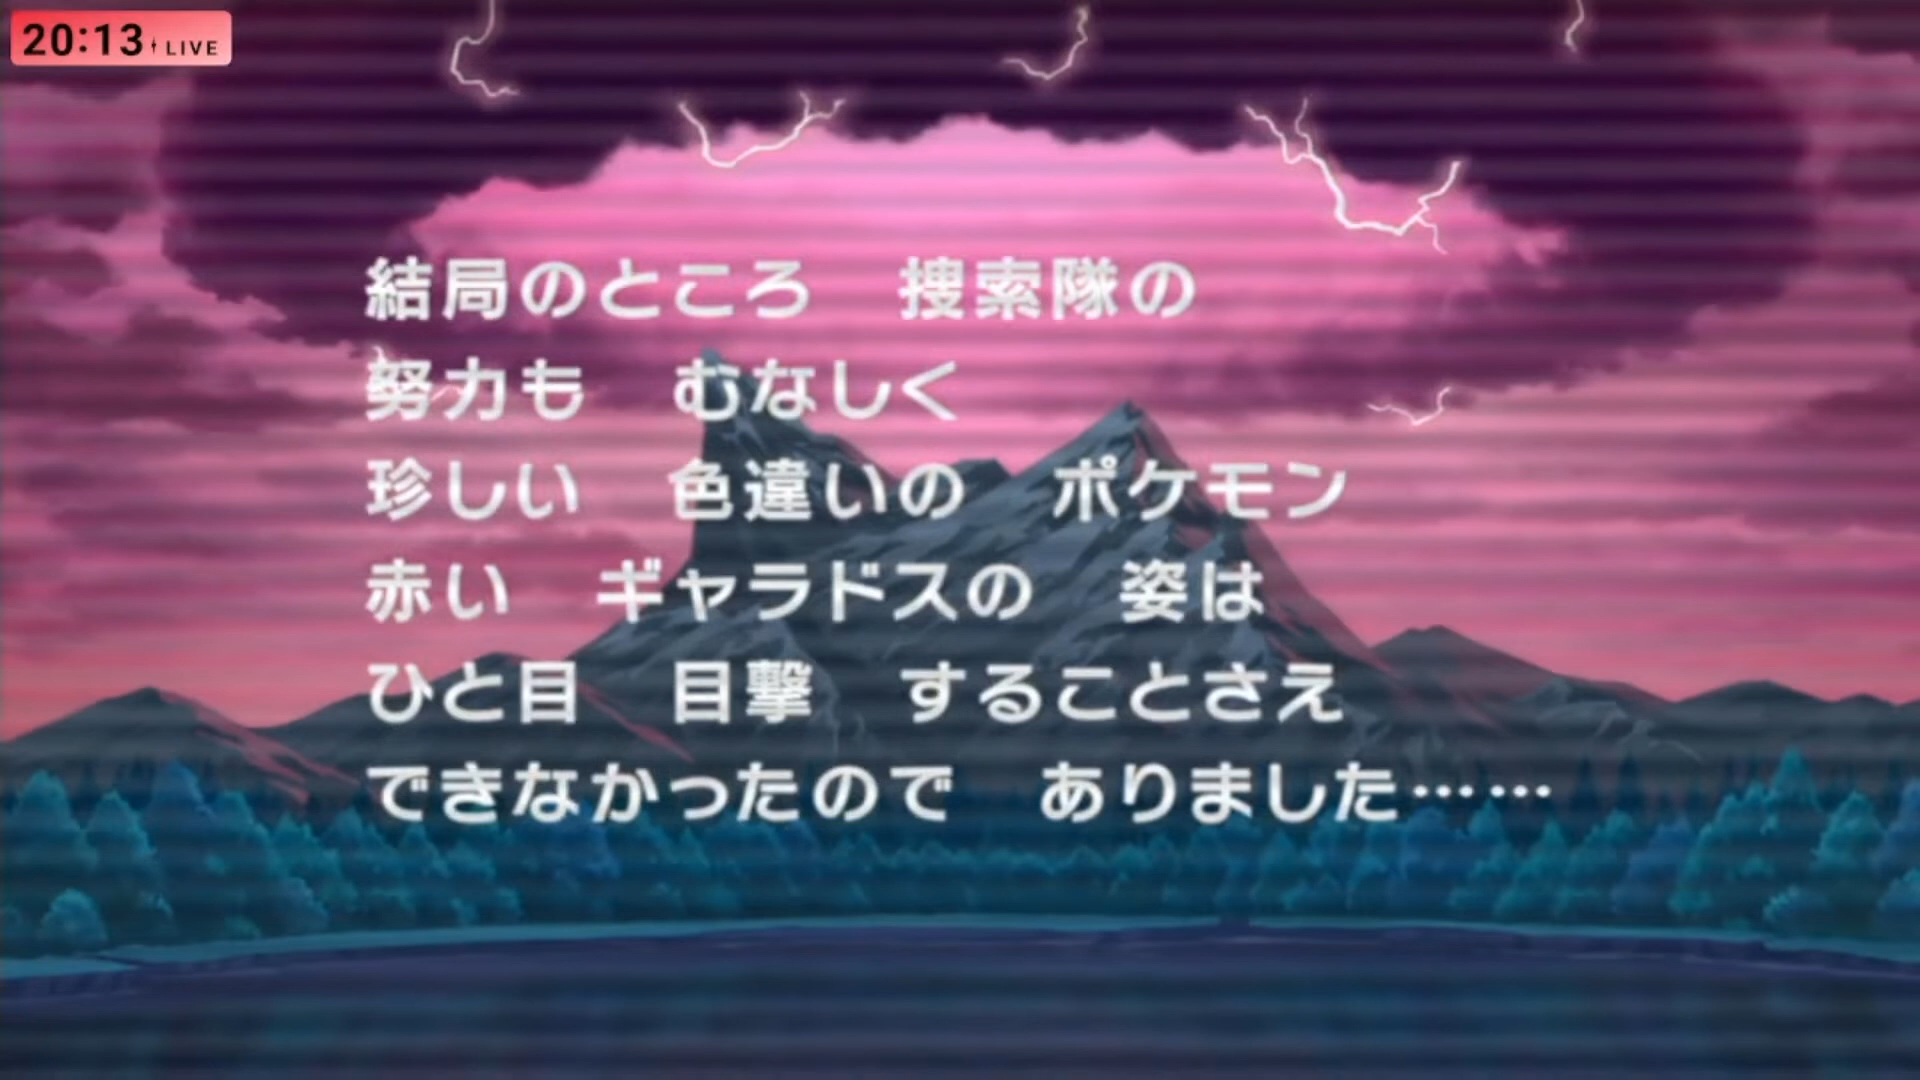 20:13 LIVE
結局のところ　捜索隊の
努力も　むなしく
珍しい　色違いの　ポケモン
赤い　ギャラドスの　姿は
ひと目　目撃　することさえ
できなかったので　ありました……